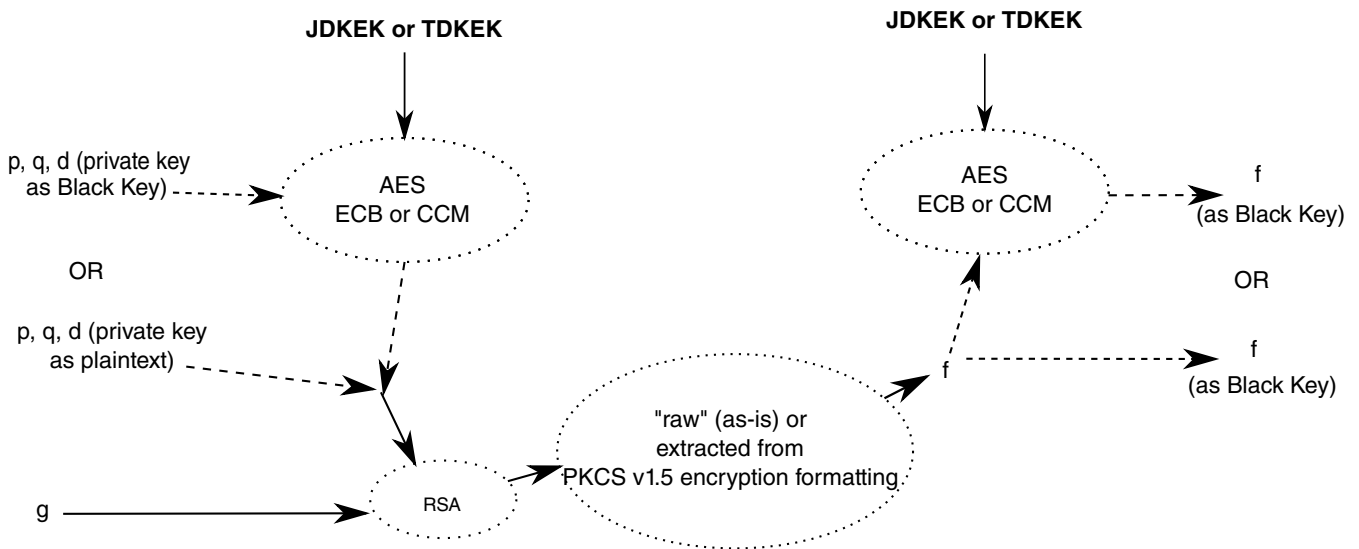 JDKEK or TDKEK
JDKEK or TDKEK
p, q, d (private key
as Black Key)
AES
ECB or CCM
AES
ECB or CCM
f
(as Black Key)
OR
OR
p, q, d (private key
as plaintext)
f
f
(as Black Key)
"raw" (as-is) or
extracted from
PKCS v1.5 encryption formatting
RSA
g